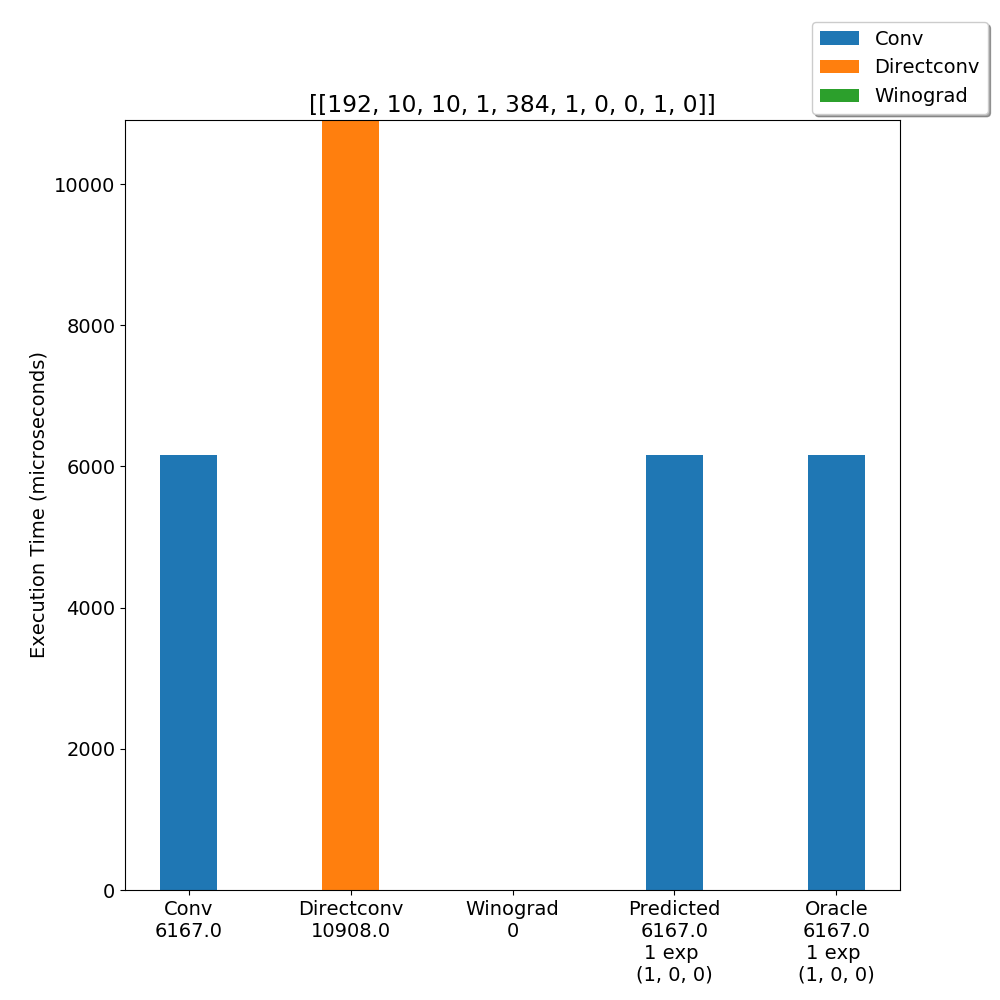 Conv
Directconv
Winograd
[[192, 10, 10, 1, 384, 1, 0, 0, 1, 0]]
Execution Time (microseconds)
10000
8000
6000
4000
2000
0
Conv
6167.0
Directconv
10908.0
Winograd
0
Predicted
6167.0
1 exp
(1, 0, 0)
Oracle
6167.0
1 exp
(1, 0, 0)